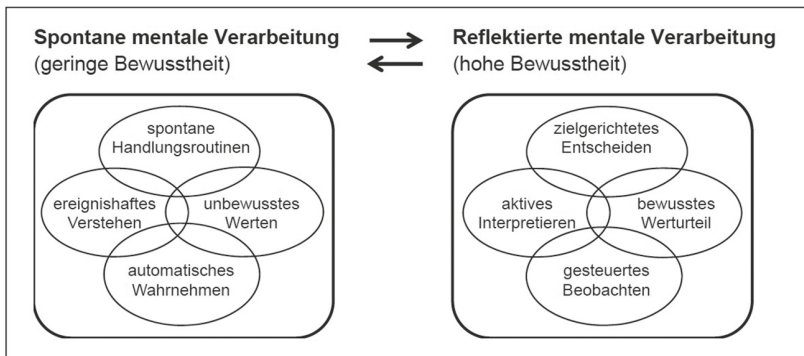 Spontane mentale Verarbeitung
(geringe Bewusstheit)
Reflektierte mentale Verarbeitung
(hohe Bewusstheit)
spontane
Handlungsroutinen
ereignishaftes
Verstehen
unbewusstes
Werten
automatisches
Wahrnehmen
zielgerichtetes
Entscheiden
aktives
Interpretieren
bewusstes
Werturteil
gesteuertes
Beobachten